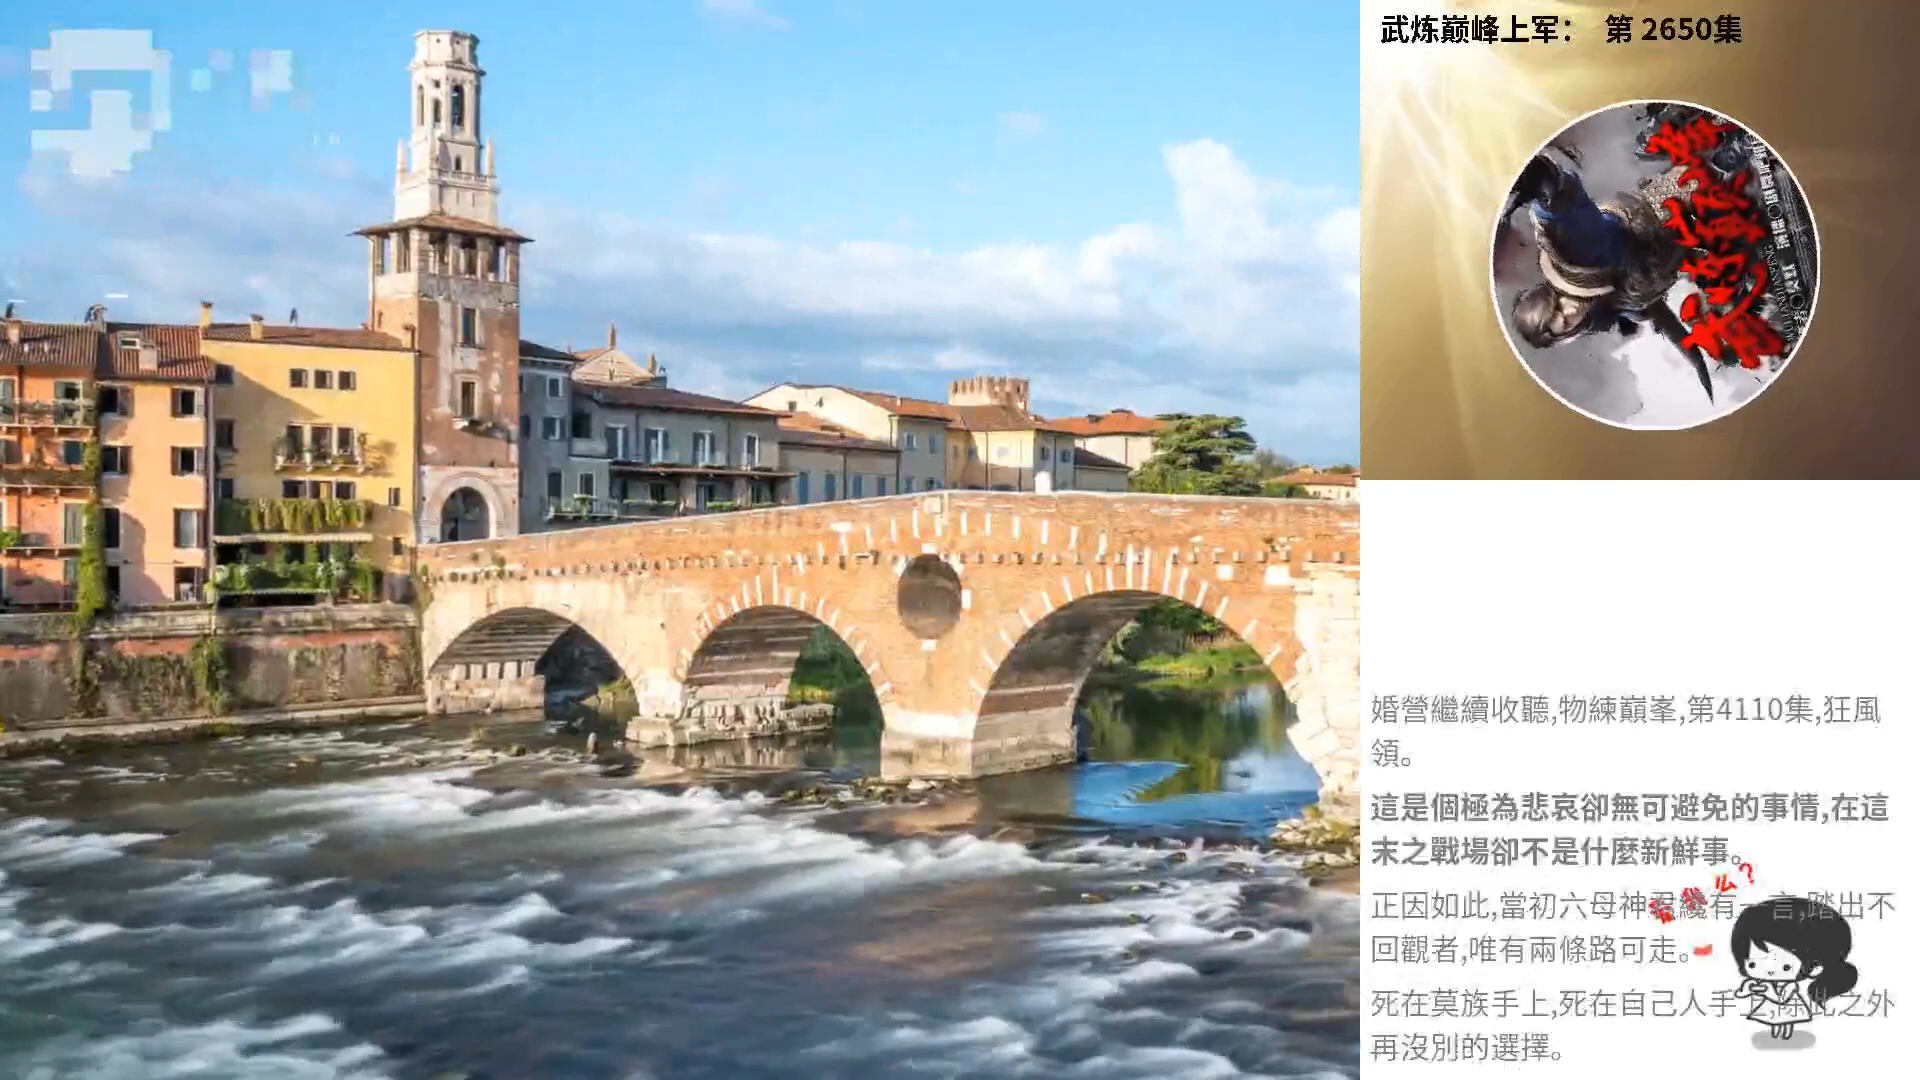 武炼巅峰上军： 第 2650集
婚營繼續收聽,物練巔峯,第4110集,狂風
領。
這是個極為悲哀卻無可避免的事情,在這
末之戰場卻不是什麼新鮮事。
正因如此,當初六母神君纔有一言,踏出不
回觀者,唯有兩條路可走。
死在莫族手上,死在自己人手上,除此之外
再沒別的選擇。